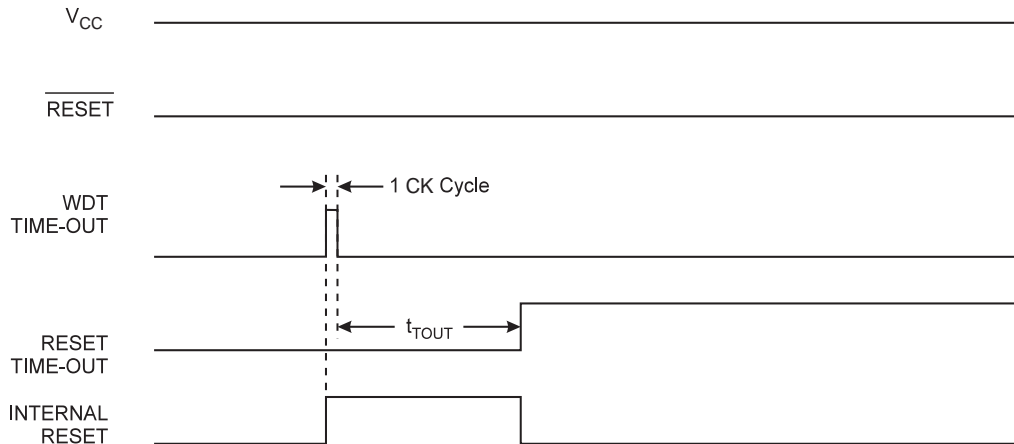 VCC
RESET
1 CK Cycle
WDT
TIME-OUT
tTOUT
RESET
TIME-OUT
INTERNAL
RESET